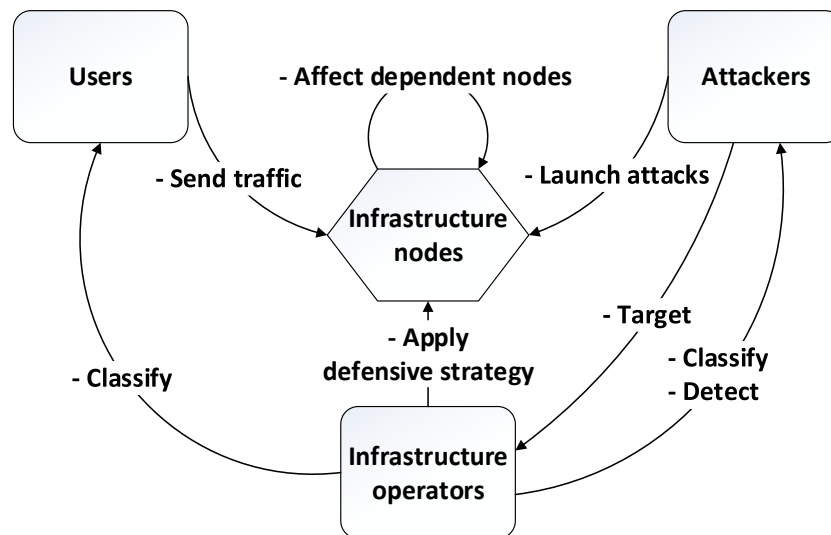 Users
Attackers
- Affect dependent nodes
- Send traffic
- Launch attacks
Infrastructure
nodes
- Target
- Apply
defensive strategy
- Classify
- Classify
- Detect
Infrastructure
operators